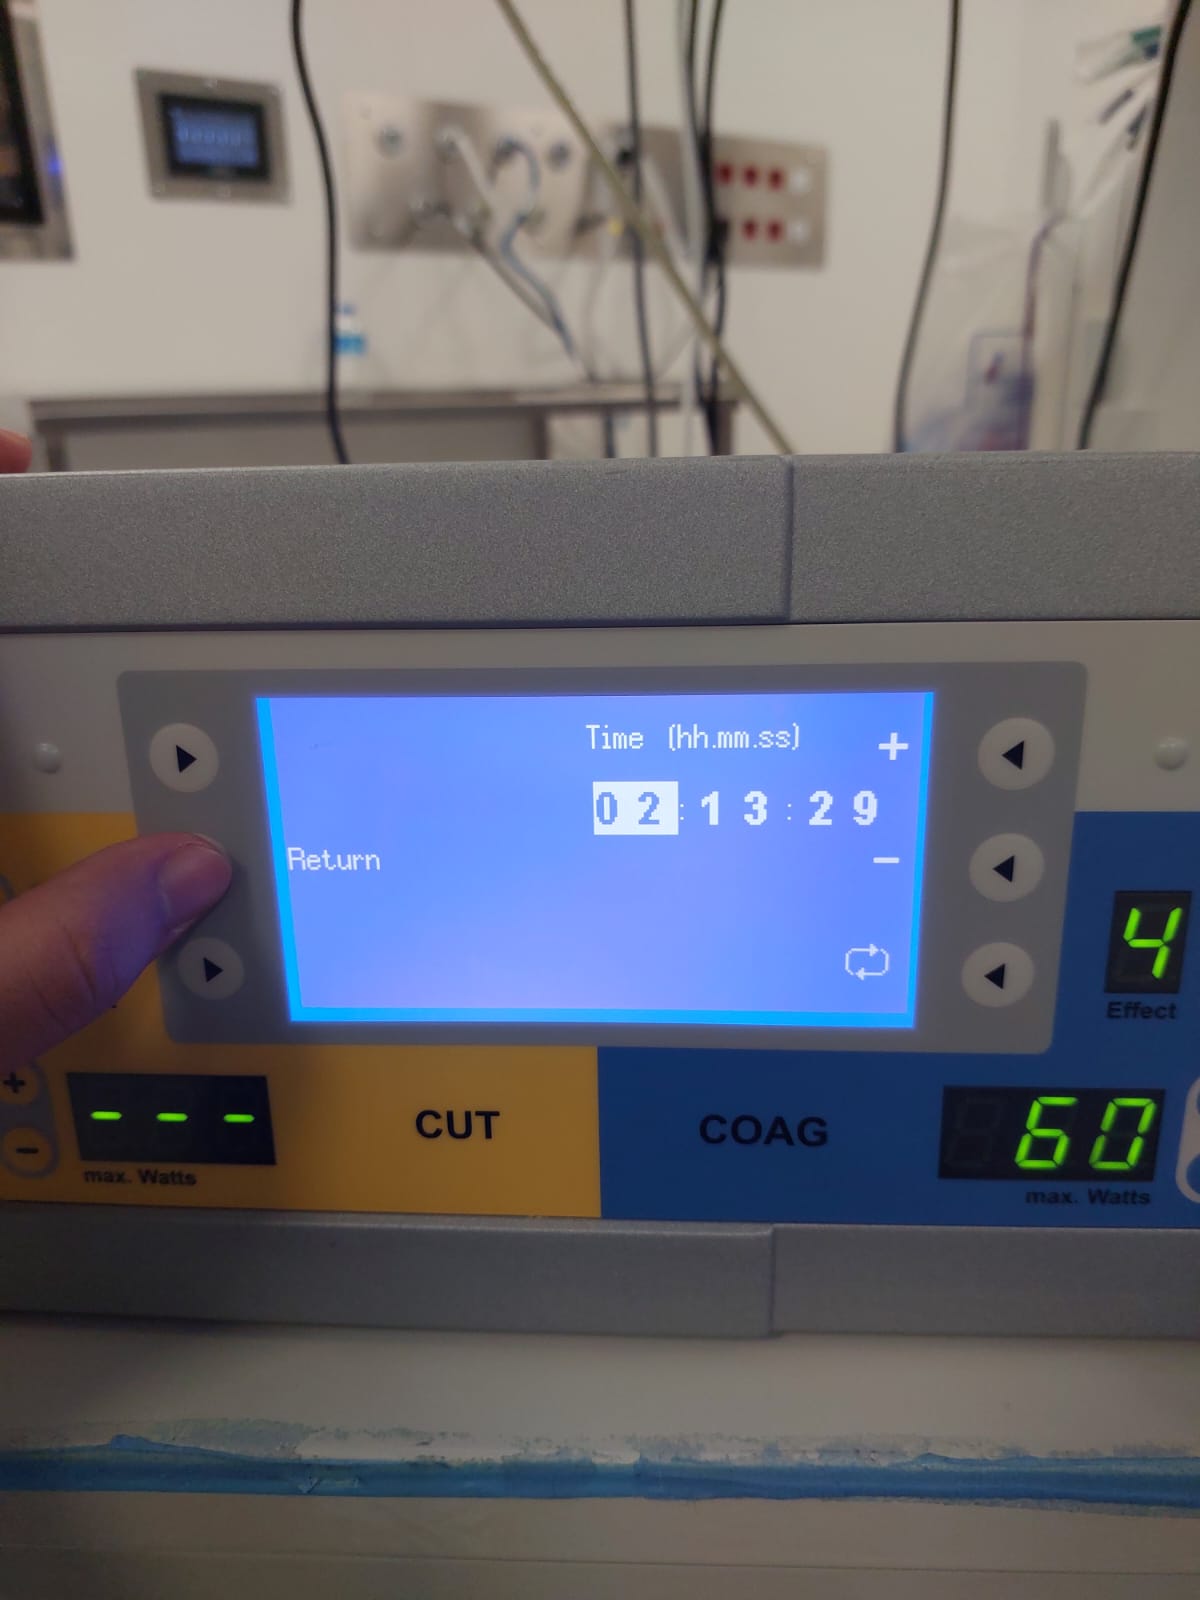 Time (hh.mm.ss)
+
02:13:29
Return
−
4
Effect
+
− − −
−
max. Watts
CUT
COAG
60
max. Watts